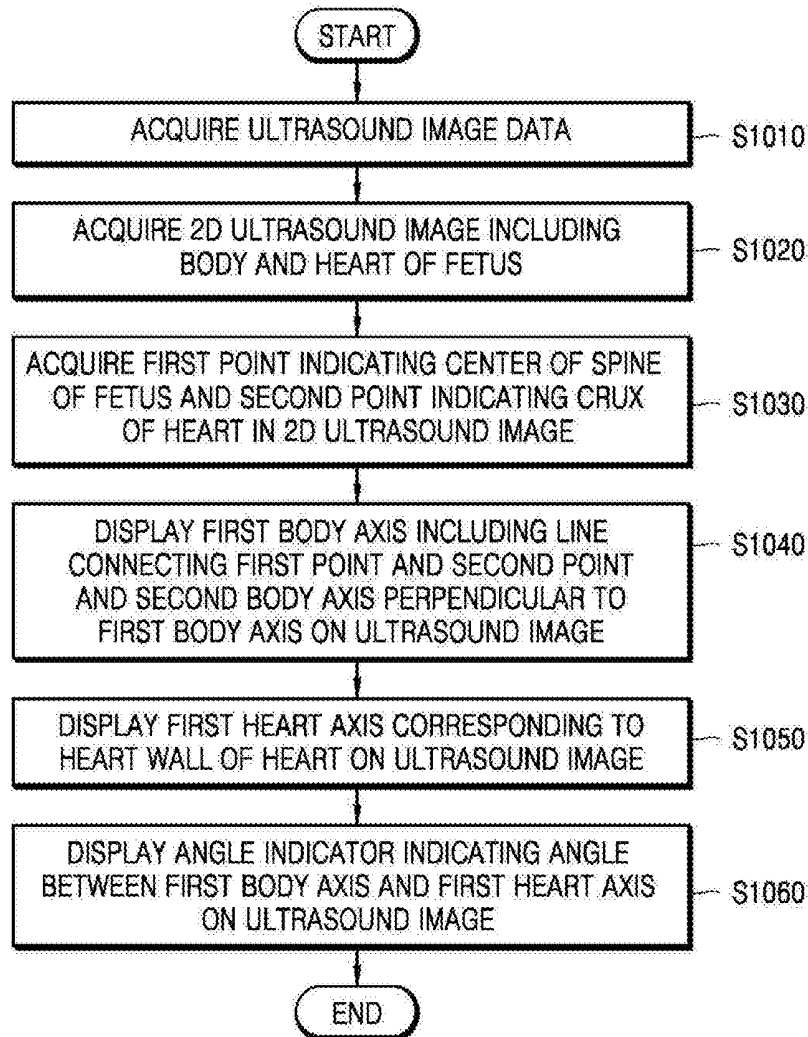 START
ACQUIRE ULTRASOUND IMAGE DATA
S1010
ACQUIRE 2D ULTRASOUND IMAGE INCLUDING
BODY AND HEART OF FETUS
S1020
ACQUIRE FIRST POINT INDICATING CENTER OF SPINE
OF FETUS AND SECOND POINT INDICATING CRUX
OF HEART IN 2D ULTRASOUND IMAGE
S1030
DISPLAY FIRST BODY AXIS INCLUDING LINE
CONNECTING FIRST POINT AND SECOND POINT
AND SECOND BODY AXIS PERPENDICULAR TO
FIRST BODY AXIS ON ULTRASOUND IMAGE
S1040
DISPLAY FIRST HEART AXIS CORRESPONDING TO
HEART WALL OF HEART ON ULTRASOUND IMAGE
S1050
DISPLAY ANGLE INDICATOR INDICATING ANGLE
BETWEEN FIRST BODY AXIS AND FIRST HEART AXIS
ON ULTRASOUND IMAGE
S1060
END